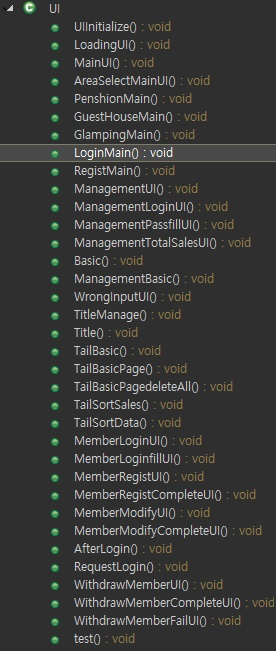 UI
UIInitialize() : void
LoadingUI() : void
MainUI() : void
AreaSelectMainUI() : void
PenshionMain() : void
GuestHouseMain() : void
GlampingMain() : void
LoginMain() : void
RegistMain() : void
ManagementUI() : void
ManagementLoginUI() : void
ManagementPassfillUI() : void
ManagementTotalSalesUI() : void
Basic() : void
ManagementBasic() : void
WrongInputUI() : void
TitleManage() : void
Title() : void
TailBasic() : void
TailBasicPage() : void
TailBasicPagedeleteAll() : void
TailSortSales() : void
TailSortData() : void
MemberLoginUI() : void
MemberLoginfillUI() : void
MemberRegistUI() : void
MemberRegistCompleteUI() : void
MemberModifyUI() : void
MemberModifyCompleteUI() : void
AfterLogin() : void
RequestLogin() : void
WithdrawMemberUI() : void
WithdrawMemberCompleteUI() : void
WithdrawMemberFailUI() : void
test() : void